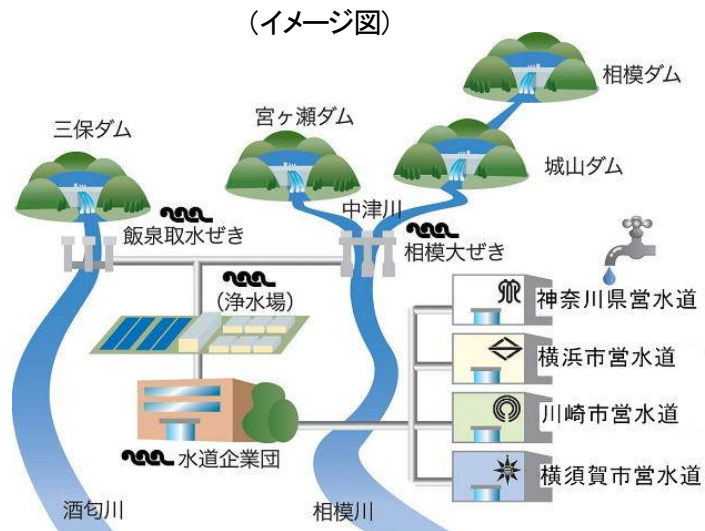 (イメージ図)
相模ダム
三保ダム
宮ヶ瀬ダム
城山ダム
中津川
飯泉取水ぜき
相模大ぜき
(浄水場)
神奈川県営水道
横浜市営水道
川崎市営水道
水道企業団
横須賀市営水道
酒匂川
相模川